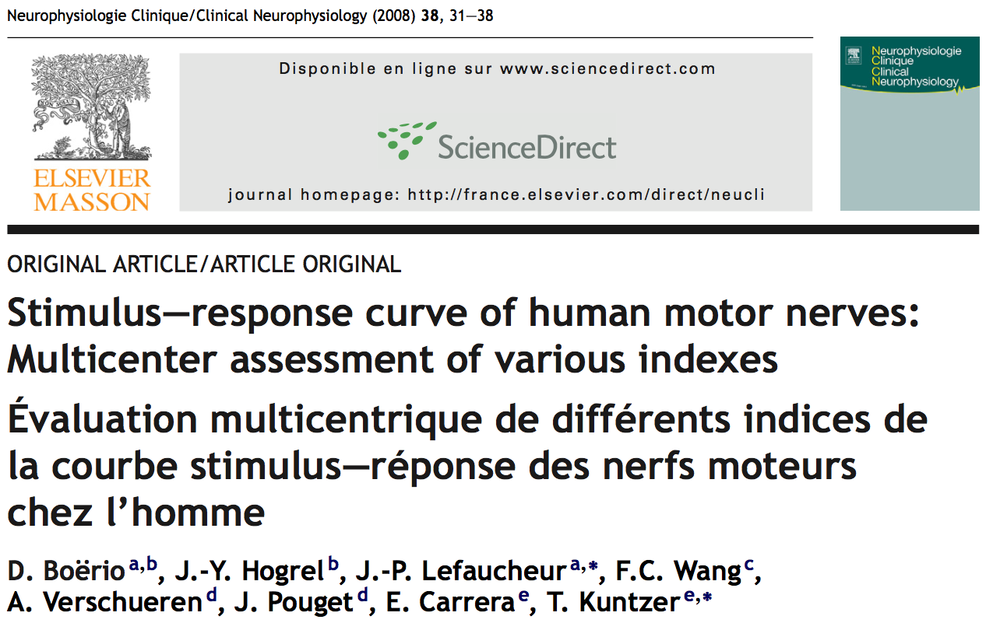 Neurophysiologie Clinique/Clinical Neurophysiology (2008) 38, 31—38
NON SOLUS
ELSEVIER
MASSON
Disponible en ligne sur www.sciencedirect.com
ScienceDirect
journal homepage: http://france.elsevier.com/direct/neucli
Neurophysiologie
Clinique
Clinical
Neurophysiology
ORIGINAL ARTICLE/ARTICLE ORIGINAL
Stimulus—response curve of human motor nerves:
Multicenter assessment of various indexes
Évaluation multicentrique de différents indices de
la courbe stimulus—réponse des nerfs moteurs
chez l’homme
D. Boërio a,b, J.-Y. Hogrel b, J.-P. Lefaucheur a,*, F.C. Wang c,
A. Verschueren d, J. Pouget d, E. Carrera e, T. Kuntzer e,*